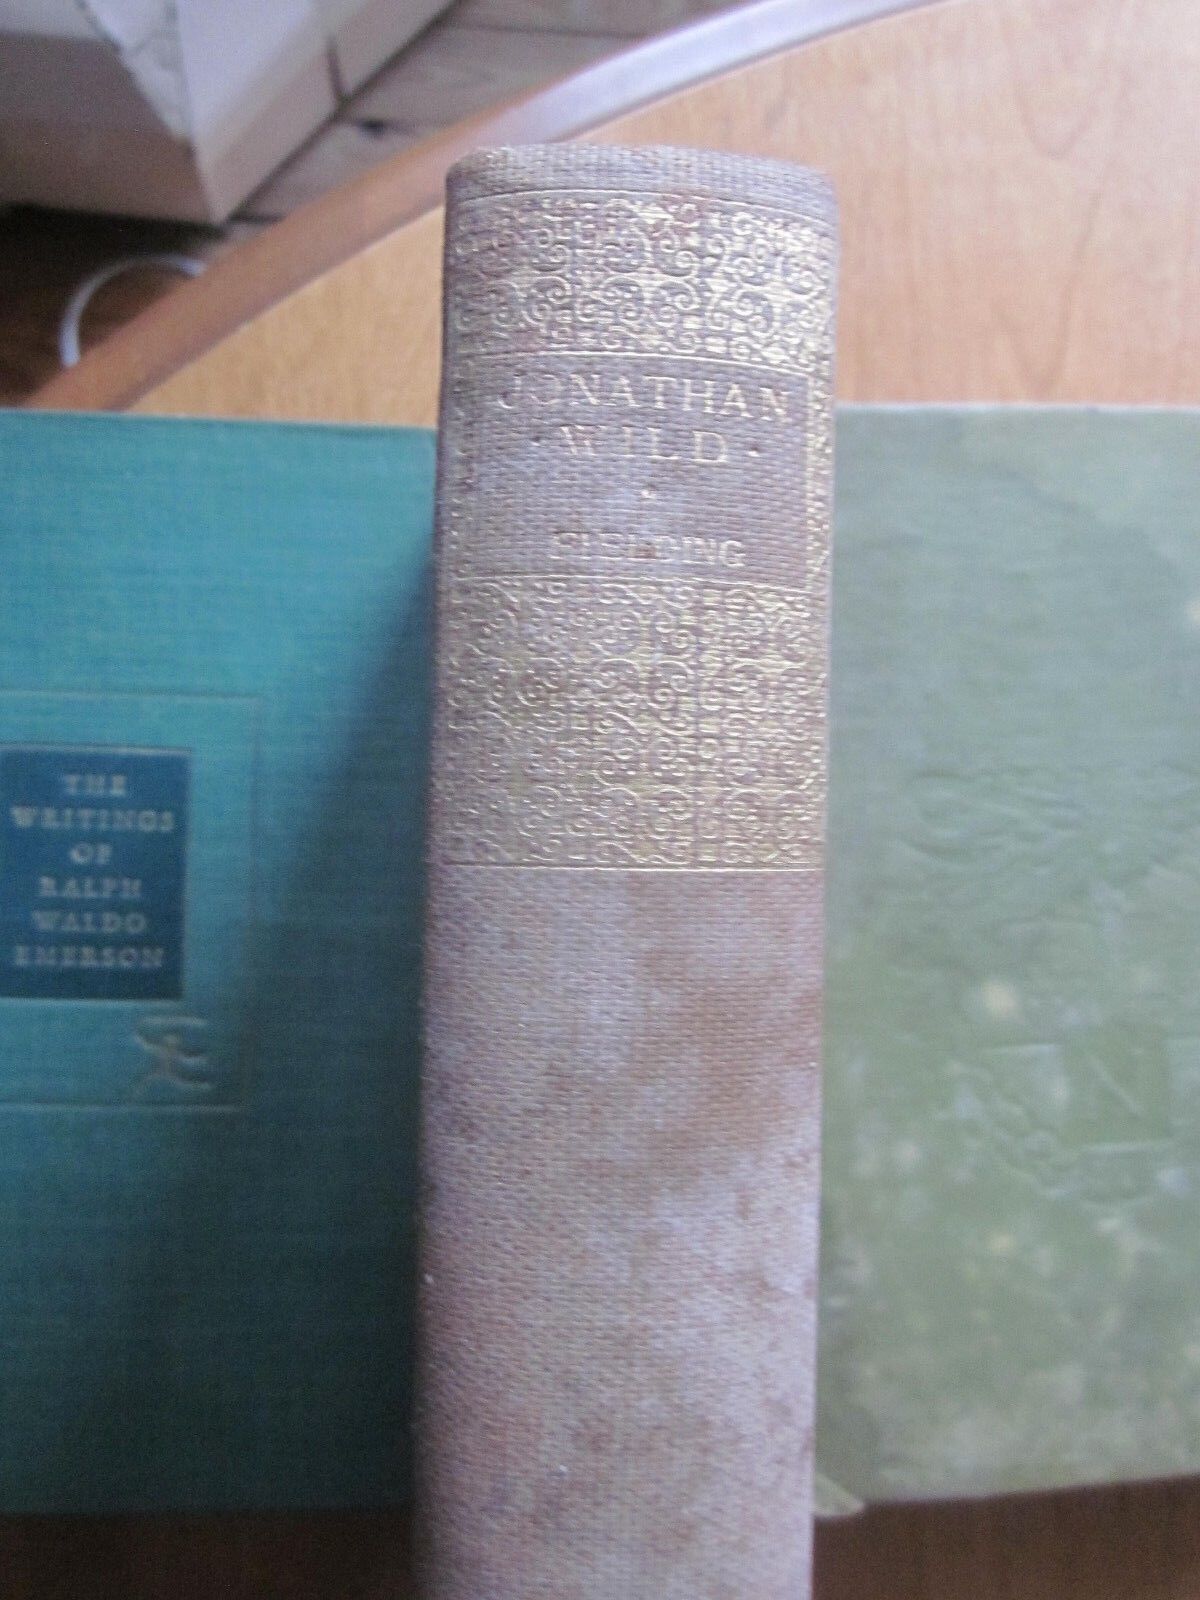 JONATHAN
WILD
FIELDING
THE
WRITINGS
OF
RALPH
WALDO
EMERSON